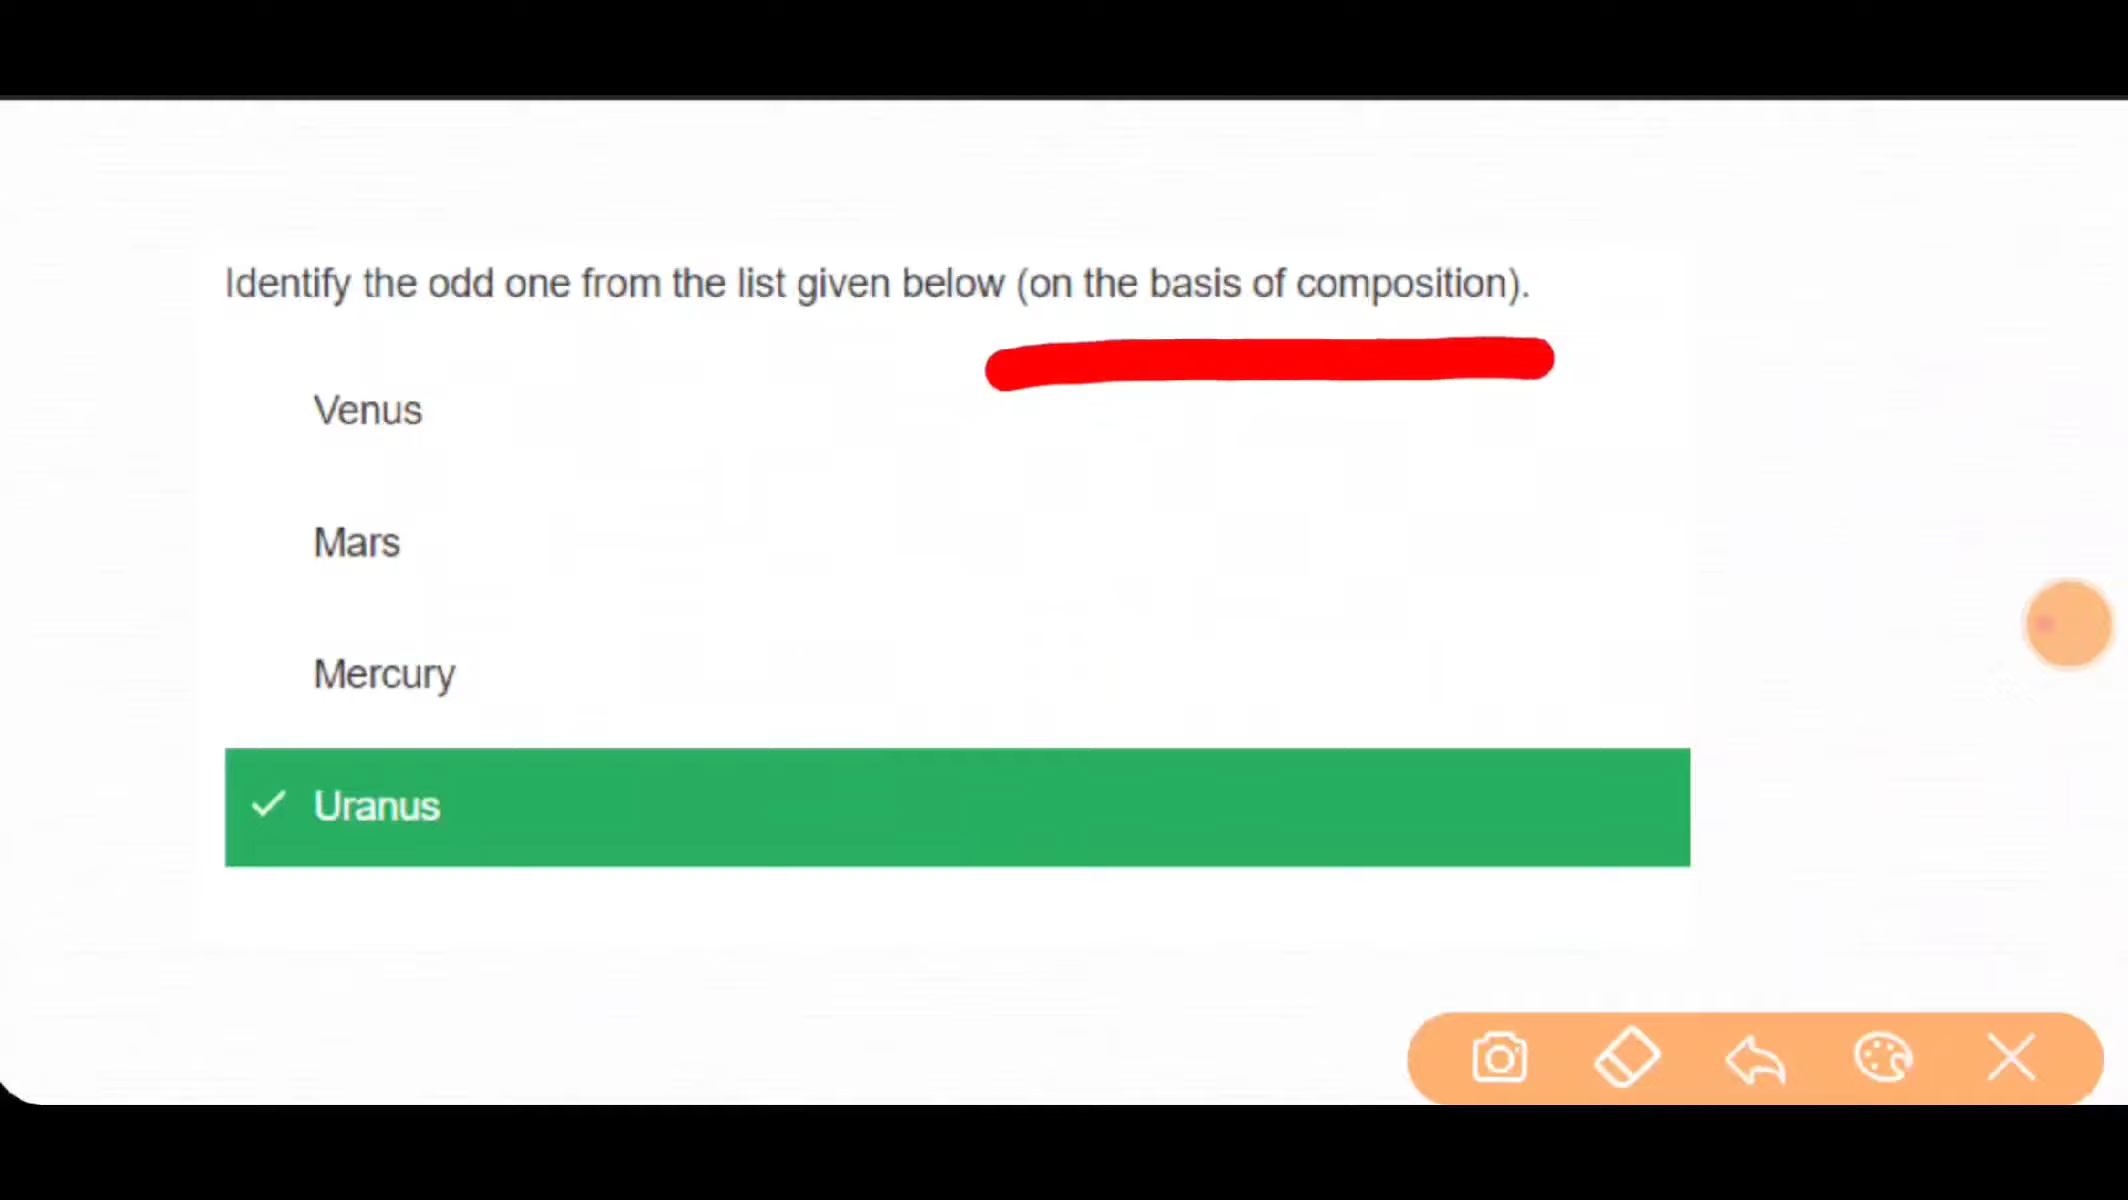 Identify the odd one from the list given below (on the basis of composition).
Venus
Mars
Mercury
Uranus